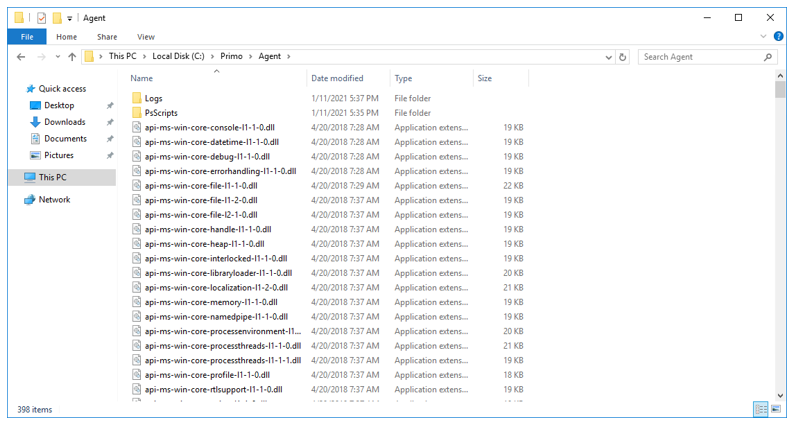 Agent
File Home Share View
This PC > Local Disk (C:) > Primo > Agent >
Search Agent
Name Date modified Type Size
Quick access
Desktop
Downloads
Documents
Pictures
This PC
Network
Logs 1/11/2021 5:37 PM File folder
PsScripts 1/11/2021 5:35 PM File folder
api-ms-win-core-console-l1-1-0.dll 4/20/2018 7:28 AM Application extens... 19 KB
api-ms-win-core-datetime-l1-1-0.dll 4/20/2018 7:28 AM Application extens... 19 KB
api-ms-win-core-debug-l1-1-0.dll 4/20/2018 7:28 AM Application extens... 19 KB
api-ms-win-core-errorhandling-l1-1-0.dll 4/20/2018 7:28 AM Application extens... 19 KB
api-ms-win-core-file-l1-1-0.dll 4/20/2018 7:29 AM Application extens... 22 KB
api-ms-win-core-file-l1-2-0.dll 4/20/2018 7:37 AM Application extens... 19 KB
api-ms-win-core-file-l2-1-0.dll 4/20/2018 7:37 AM Application extens... 19 KB
api-ms-win-core-handle-l1-1-0.dll 4/20/2018 7:37 AM Application extens... 19 KB
api-ms-win-core-heap-l1-1-0.dll 4/20/2018 7:37 AM Application extens... 19 KB
api-ms-win-core-interlocked-l1-1-0.dll 4/20/2018 7:37 AM Application extens... 19 KB
api-ms-win-core-libraryloader-l1-1-0.dll 4/20/2018 7:37 AM Application extens... 20 KB
api-ms-win-core-localization-l1-2-0.dll 4/20/2018 7:37 AM Application extens... 21 KB
api-ms-win-core-memory-l1-1-0.dll 4/20/2018 7:37 AM Application extens... 19 KB
api-ms-win-core-namedpipe-l1-1-0.dll 4/20/2018 7:37 AM Application extens... 19 KB
api-ms-win-core-processenvironment-l1... 4/20/2018 7:37 AM Application extens... 20 KB
api-ms-win-core-processthreads-l1-1-0.dll 4/20/2018 7:37 AM Application extens... 21 KB
api-ms-win-core-processthreads-l1-1-1.dll 4/20/2018 7:37 AM Application extens... 19 KB
api-ms-win-core-profile-l1-1-0.dll 4/20/2018 7:37 AM Application extens... 18 KB
api-ms-win-core-rtlsupport-l1-1-0.dll 4/20/2018 7:37 AM Application extens... 19 KB
398 items